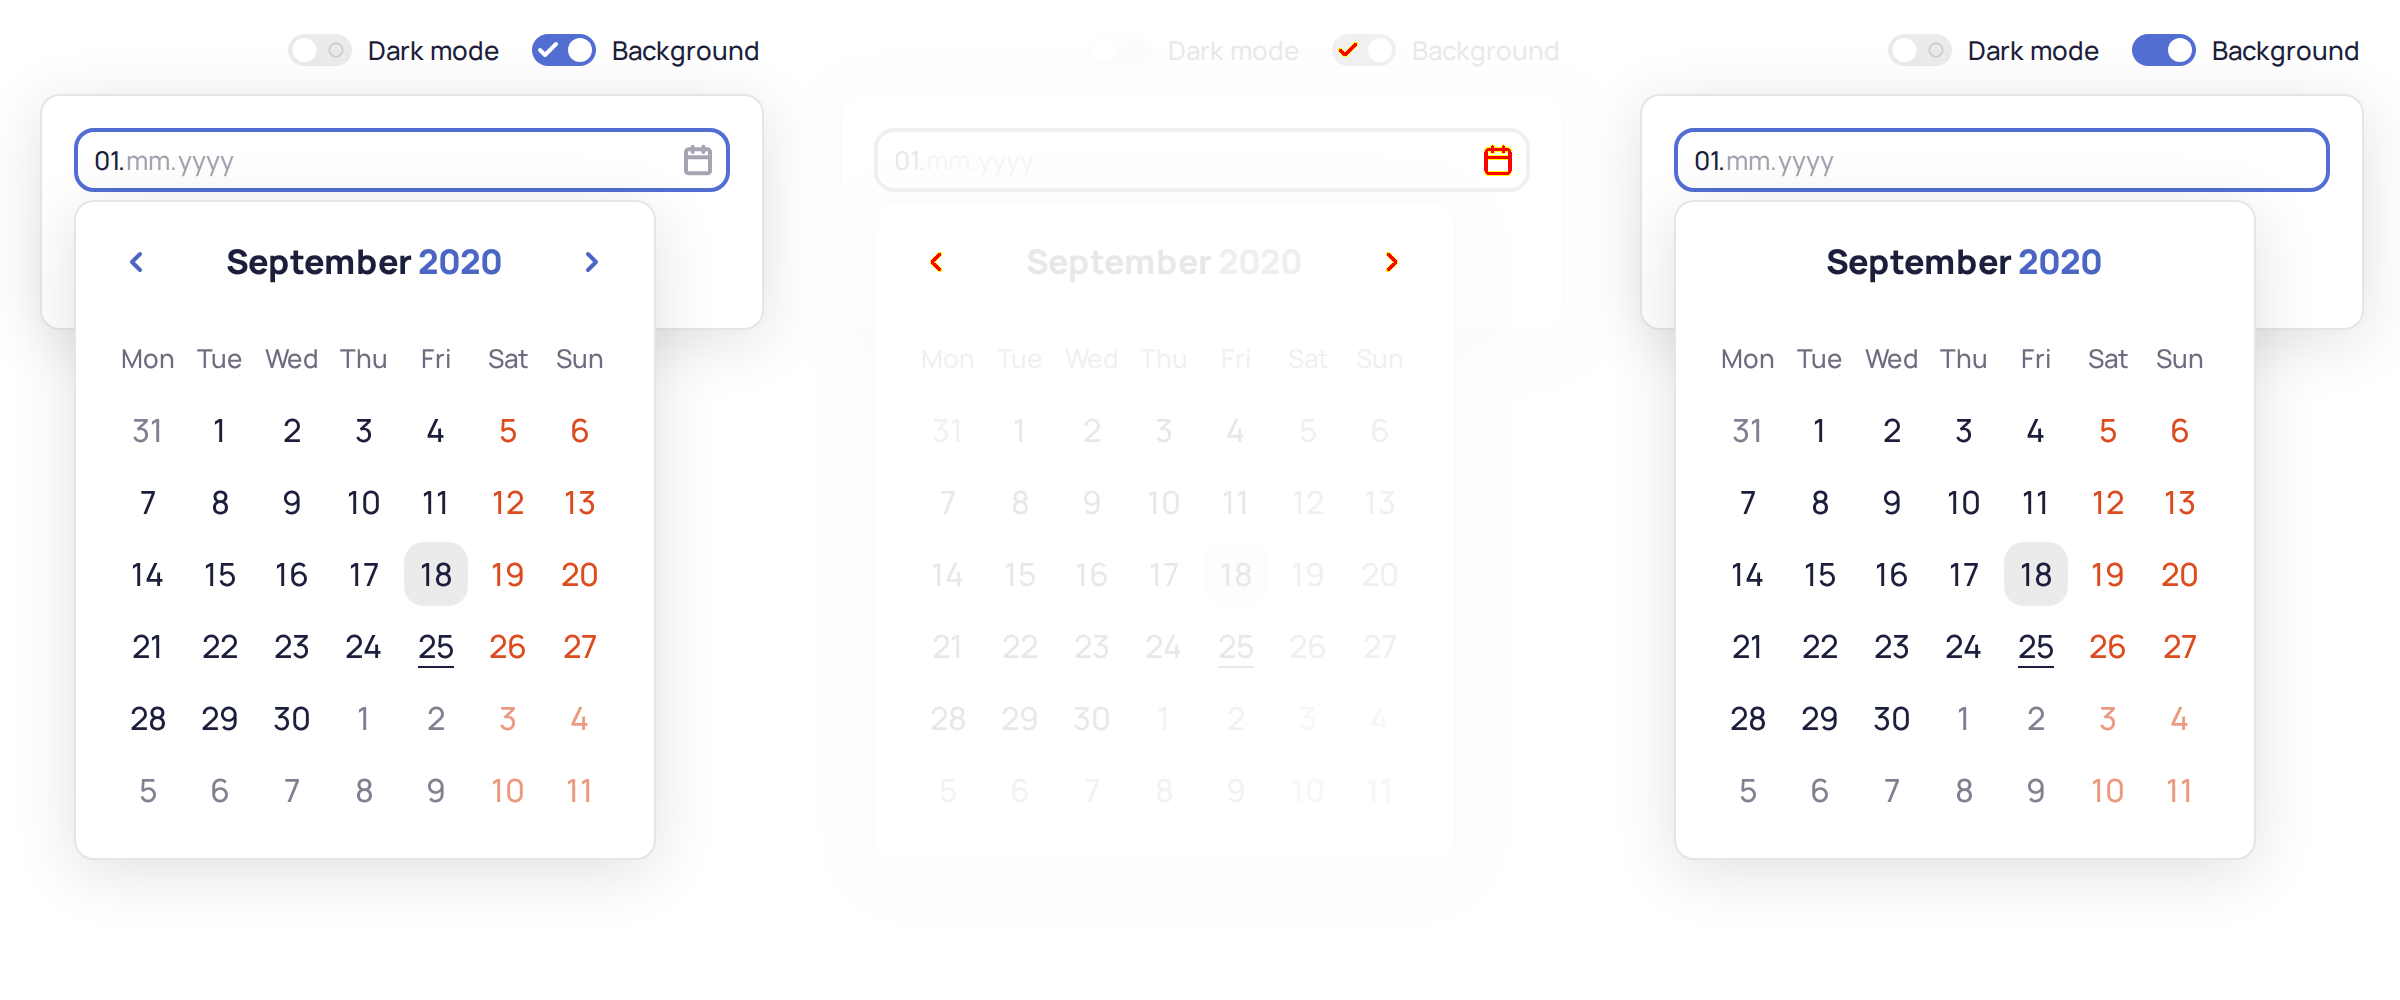 Dark mode Background
01.mm.yyyy
September 2020
Mon Tue Wed Thu Fri Sat Sun
31 1 2 3 4 5 6
7 8 9 10 11 12 13
14 15 16 17 18 19 20
21 22 23 24 25 26 27
28 29 30 1 2 3 4
5 6 7 8 9 10 11
Dark mode Background
01.mm.yyyy
September 2020
Mon Tue Wed Thu Fri Sat Sun
31 1 2 3 4 5 6
7 8 9 10 11 12 13
14 15 16 17 18 19 20
21 22 23 24 25 26 27
28 29 30 1 2 3 4
5 6 7 8 9 10 11
Dark mode Background
01.mm.yyyy
September 2020
Mon Tue Wed Thu Fri Sat Sun
31 1 2 3 4 5 6
7 8 9 10 11 12 13
14 15 16 17 18 19 20
21 22 23 24 25 26 27
28 29 30 1 2 3 4
5 6 7 8 9 10 11